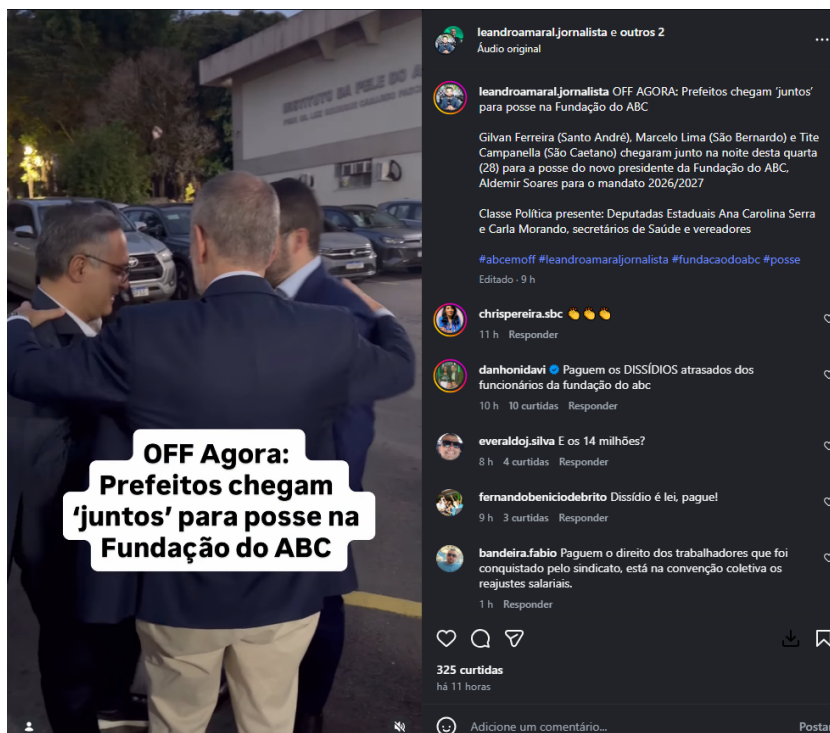 INSTITUTO DA PELE DO A
OFF Agora:
Prefeitos chegam
‘juntos’ para posse na
Fundação do ABC
leandroamaral.jornalista e outros 2
Áudio original
leandroamaral.jornalista OFF AGORA: Prefeitos chegam ‘juntos’
para posse na Fundação do ABC
Gilvan Ferreira (Santo André), Marcelo Lima (São Bernardo) e Tite
Campanella (São Caetano) chegaram junto na noite desta quarta
(28) para a posse do novo presidente da Fundação do ABC,
Aldemir Soares para o mandato 2026/2027
Classe Política presente: Deputadas Estaduais Ana Carolina Serra
e Carla Morando, secretários de Saúde e vereadores
#abcemoff #leandroamaraljornalista #fundacaodoabc #posse
Editado · 9 h
chrispereira.sbc 👏👏👏
11 h Responder
danhonidavi Paguem os DISSÍDIOS atrasados dos
funcionários da fundação do abc
10 h 10 curtidas Responder
everaldoj.silva E os 14 milhões?
8 h 4 curtidas Responder
fernandobeniciodebrito Dissídio é lei, pague!
9 h 3 curtidas Responder
bandeira.fabio Paguem o direito dos trabalhadores que foi
conquistado pelo sindicato, está na convenção coletiva os
reajustes salariais.
1 h Responder
325 curtidas
há 11 horas
Adicione um comentário...
Postar